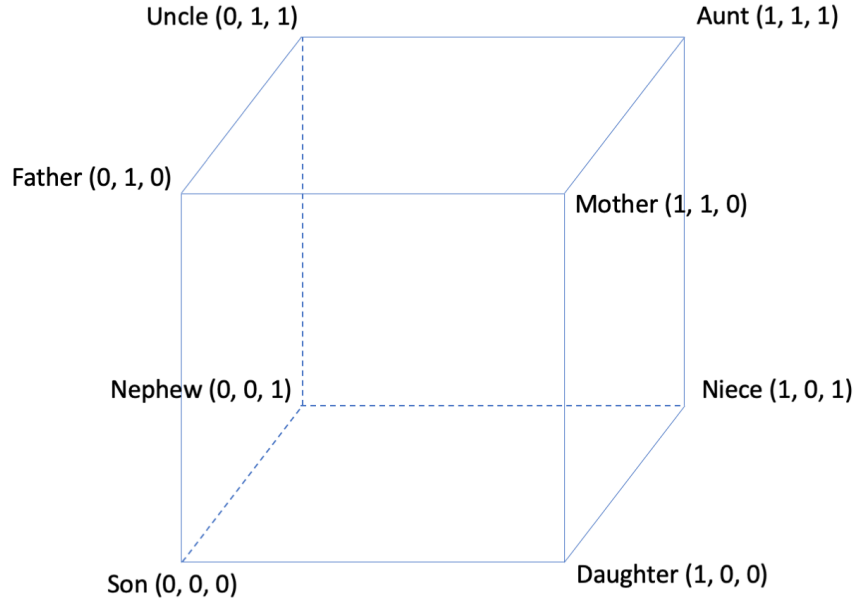 Uncle (0, 1, 1)
Aunt (1, 1, 1)
Father (0, 1, 0)
Mother (1, 1, 0)
Nephew (0, 0, 1)
Niece (1, 0, 1)
Son (0, 0, 0)
Daughter (1, 0, 0)